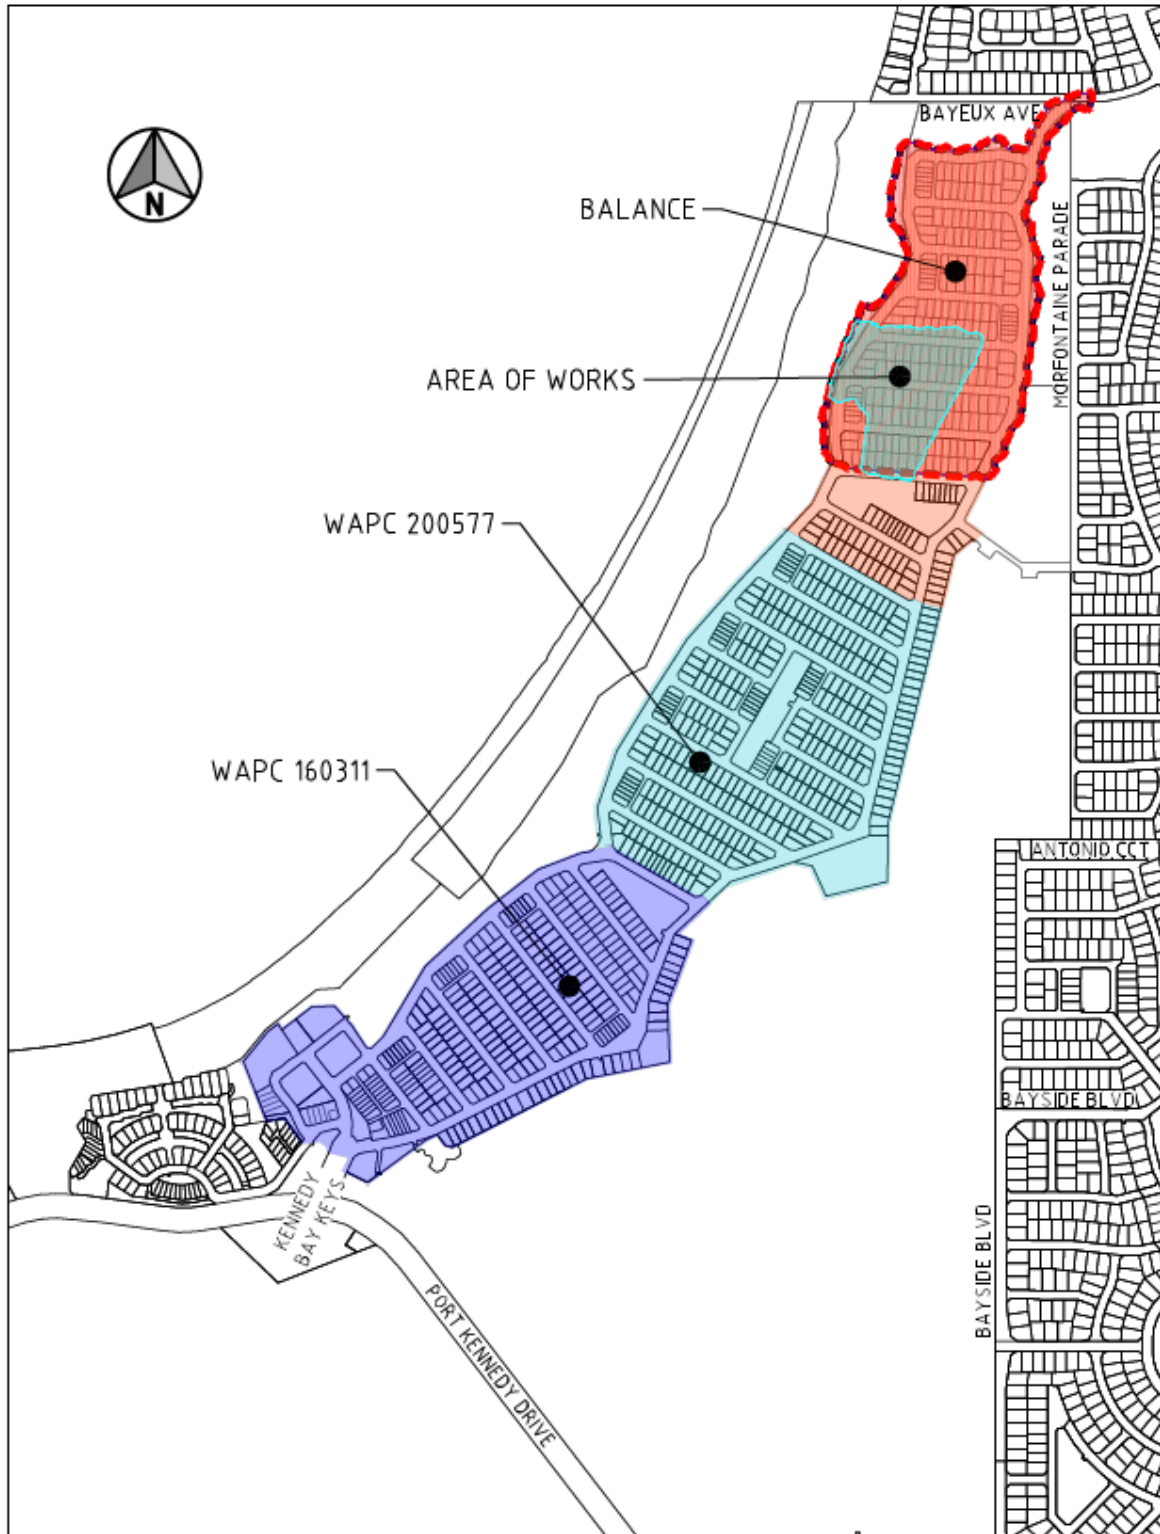 BAYEUX AVE
N
BALANCE
MORFONTAINE PARADE
AREA OF WORKS
WAPC 200577
WAPC 160311
ANTONIO CCT
BAYSIDE BLVD
KENNEDY
BAY KEYS
BAYSIDE BLVD
PORT KENNEDY DRIVE